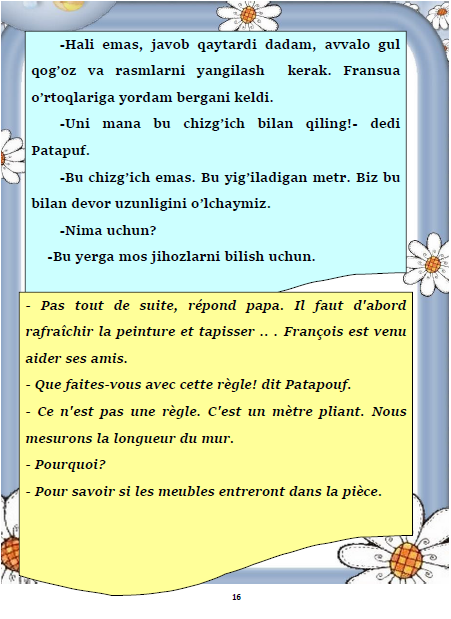 -Hali emas, javob qaytardi dadam, avvalo gul
qog’oz va rasmlarni yangilash kerak. Fransua
o’rtoqlariga yordam bergani keldi.
-Uni mana bu chizg’ich bilan qiling!- dedi
Patapuf.
-Bu chizg’ich emas. Bu yig’iladigan metr. Biz bu
bilan devor uzunligini o’lchaymiz.
-Nima uchun?
-Bu yerga mos jihozlarni bilish uchun.
- Pas tout de suite, répond papa. Il faut d'abord
rafraîchir la peinture et tapisser .. . François est venu
aider ses amis.
- Que faites-vous avec cette règle! dit Patapouf.
- Ce n'est pas une règle. C'est un mètre pliant. Nous
mesurons la longueur du mur.
- Pourquoi?
- Pour savoir si les meubles entreront dans la pièce.
16